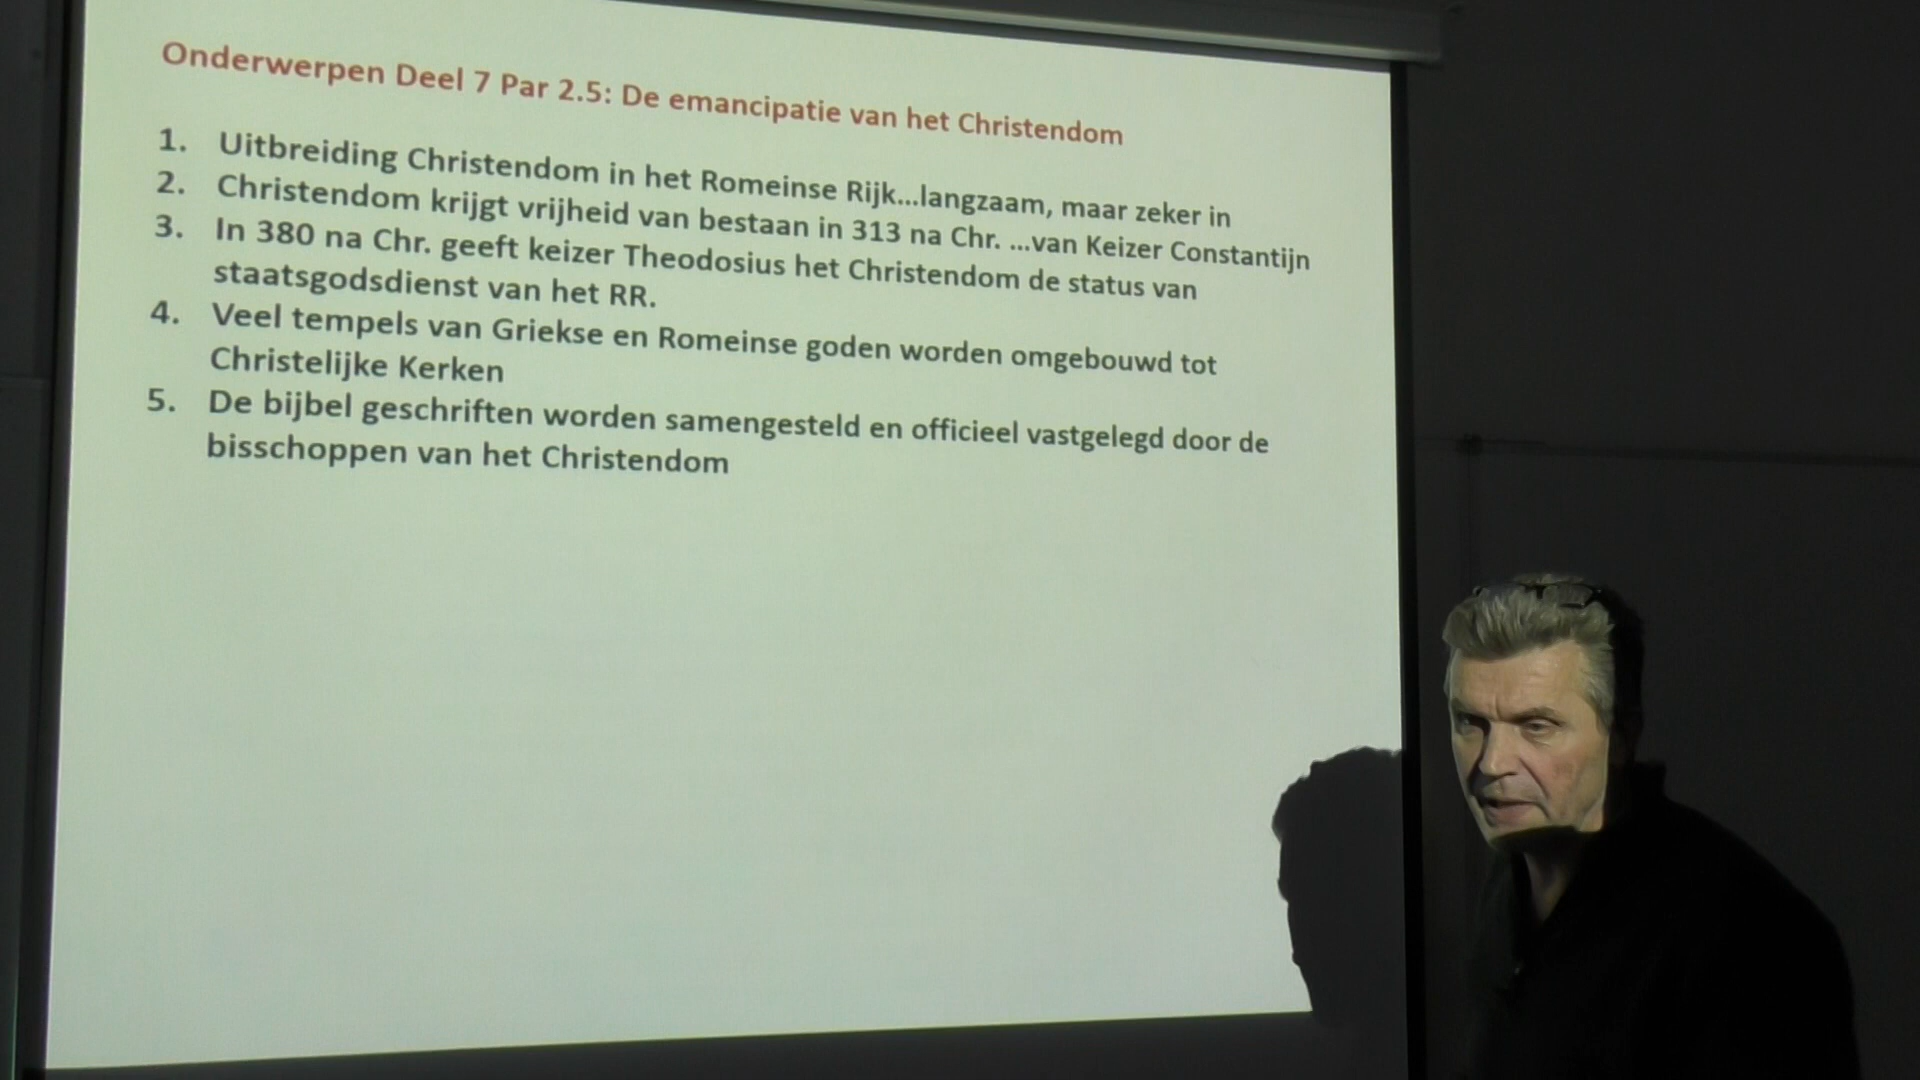 Onderwerpen Deel 7 Par 2.5: De emancipatie van het Christendom
1. Uitbreiding Christendom in het Romeinse Rijk...langzaam, maar zeker in
2. Christendom krijgt vrijheid van bestaan in 313 na Chr. ...van Keizer Constantijn
3. In 380 na Chr. geeft keizer Theodosius het Christendom de status van
staatsgodsdienst van het RR.
4. Veel tempels van Griekse en Romeinse goden worden omgebouwd tot
Christelijke Kerken
5. De bijbel geschriften worden samengesteld en officieel vastgelegd door de
bisschoppen van het Christendom